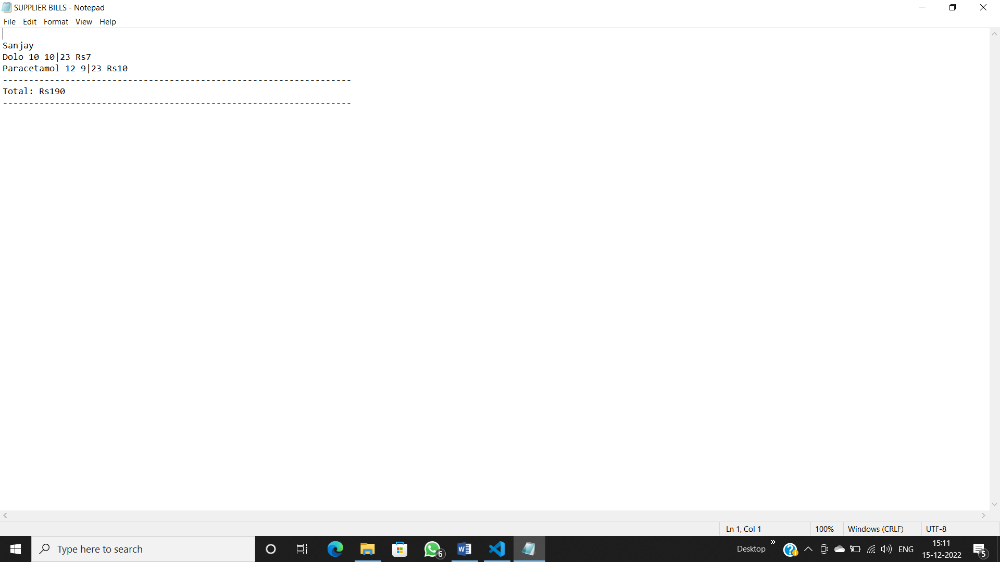 SUPPLIER BILLS - Notepad
File Edit Format View Help
Sanjay
Dolo 10 10|23 Rs7
Paracetamol 12 9|23 Rs10
-------------------------------------------------------------------
Total: Rs190
-------------------------------------------------------------------
Ln 1, Col 1 100% Windows (CRLF) UTF-8
Type here to search
6
Desktop
ENG
15:11
15-12-2022
5